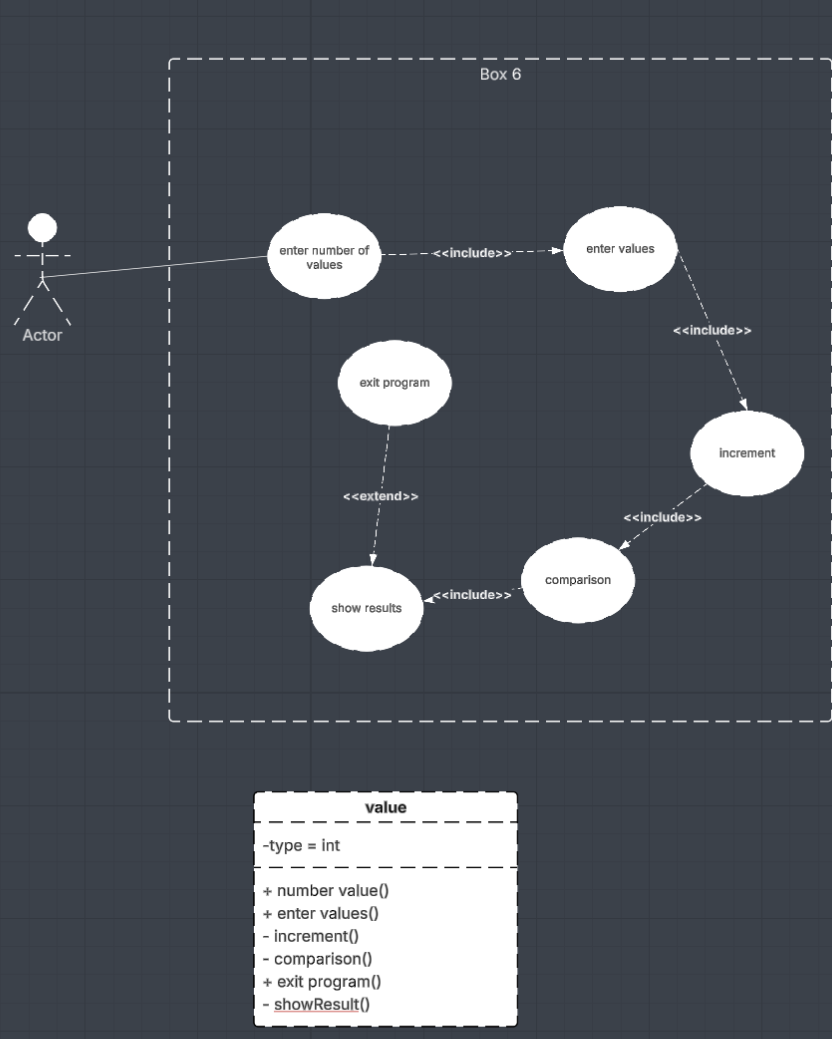 Box 6
enter number of
values
<<include>>
enter values
<<include>>
Actor
exit program
increment
<<extend>>
<<include>>
comparison
<<include>>
show results
value
-type = int
+ number value()
+ enter values()
- increment()
- comparison()
+ exit program()
- showResult()